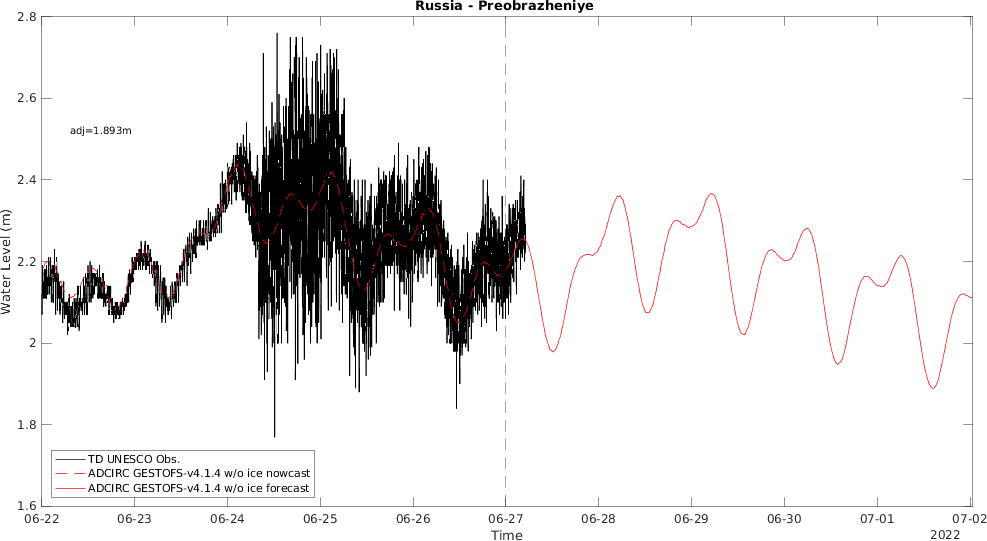 Russia - Preobrazheniye
Water Level (m)
2.8
2.6
2.4
2.2
2
1.8
1.6
adj=1.893m
TD UNESCO Obs.
ADCIRC GESTOFS-v4.1.4 w/o ice nowcast
ADCIRC GESTOFS-v4.1.4 w/o ice forecast
06-22 06-23 06-24 06-25 06-26 06-27 06-28 06-29 06-30 07-01 07-02
Time
2022